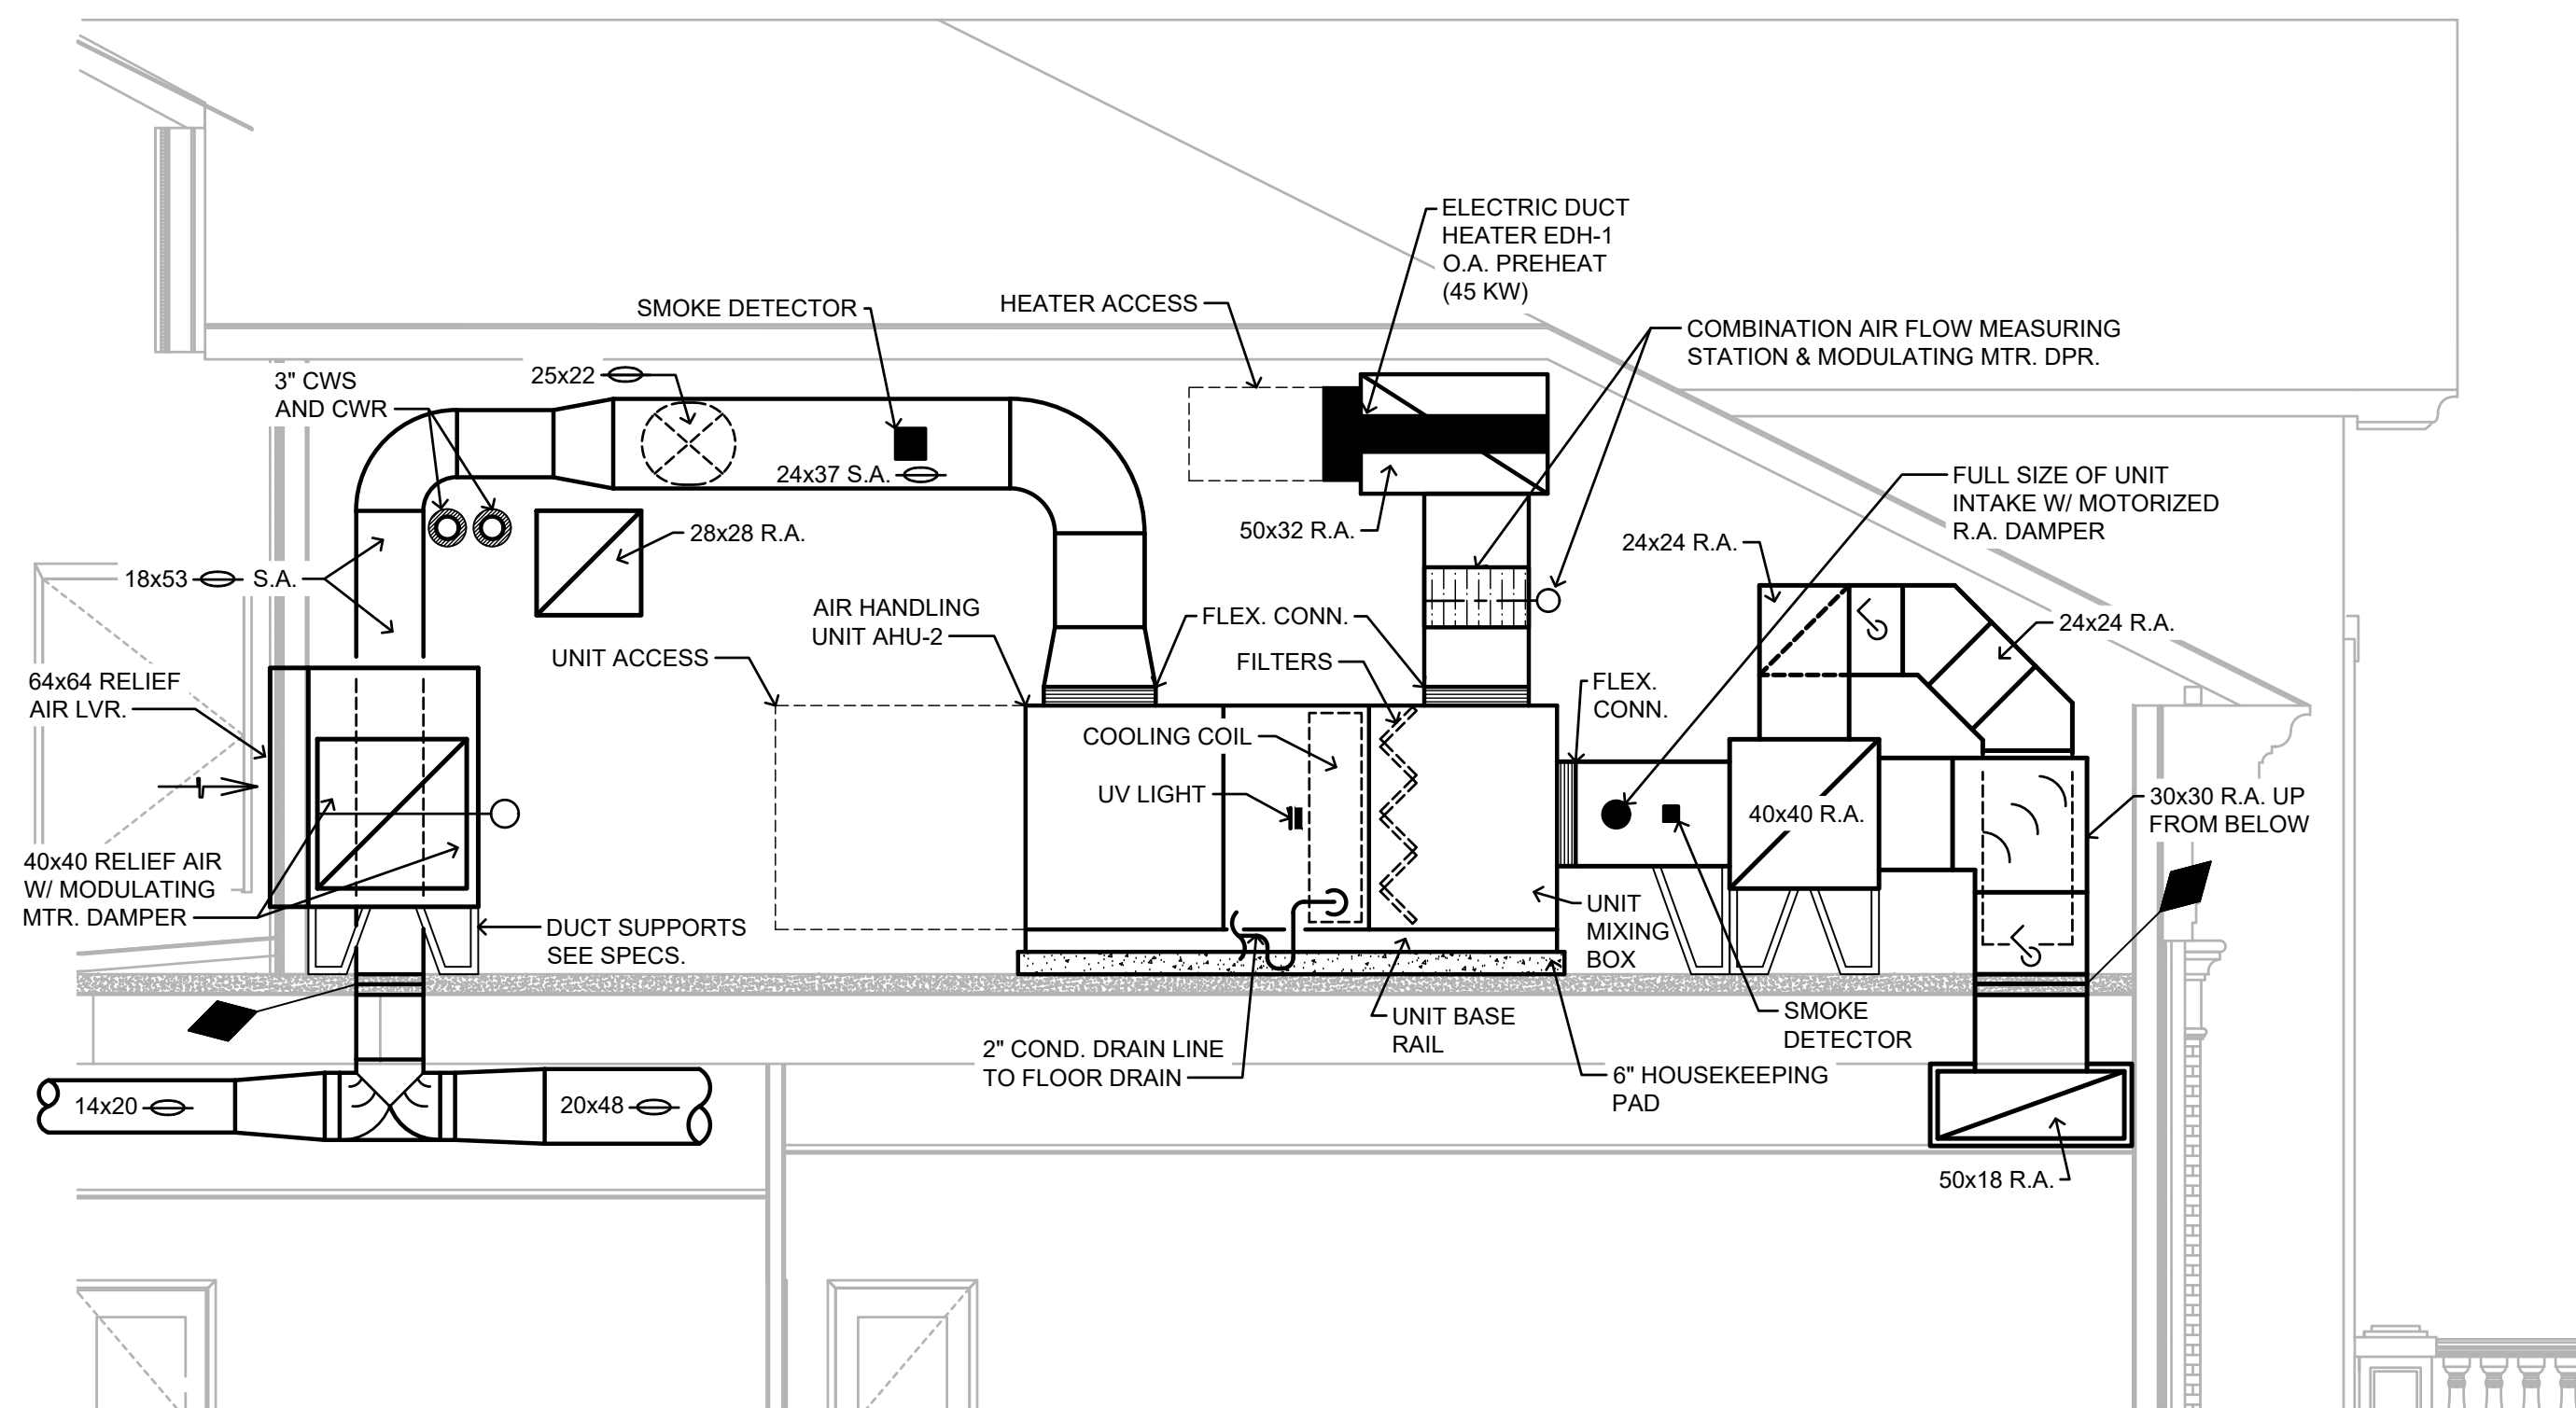 ELECTRIC DUCT
HEATER EDH-1
O.A. PREHEAT
(45 KW)
SMOKE DETECTOR
HEATER ACCESS
COMBINATION AIR FLOW MEASURING
STATION & MODULATING MTR. DPR.
3" CWS
AND CWR
25x22
24x37 S.A.
FULL SIZE OF UNIT
INTAKE W/ MOTORIZED
R.A. DAMPER
28x28 R.A.
50x32 R.A.
24x24 R.A.
18x53 S.A.
AIR HANDLING
UNIT AHU-2
FLEX. CONN.
24x24 R.A.
UNIT ACCESS
FILTERS
64x64 RELIEF
AIR LVR.
FLEX.
CONN.
COOLING COIL
UV LIGHT
40x40 R.A.
30x30 R.A. UP
FROM BELOW
40x40 RELIEF AIR
W/ MODULATING
MTR. DAMPER
DUCT SUPPORTS
SEE SPECS.
UNIT
MIXING
BOX
UNIT BASE
RAIL
SMOKE
DETECTOR
2" COND. DRAIN LINE
TO FLOOR DRAIN
6" HOUSEKEEPING
PAD
14x20
20x48
50x18 R.A.